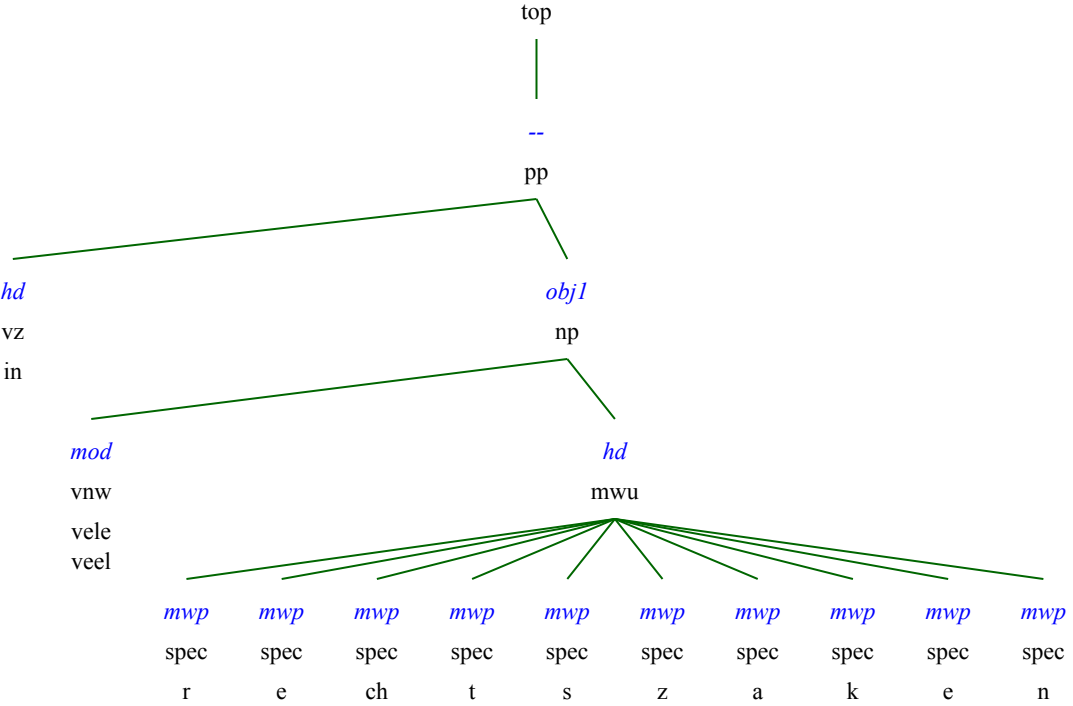 top
--
pp
hd obj1
vz np
in
mod hd
vnw mwu
vele
veel
mwp mwp mwp mwp mwp mwp mwp mwp mwp mwp
spec spec spec spec spec spec spec spec spec spec
r e ch t s z a k e n